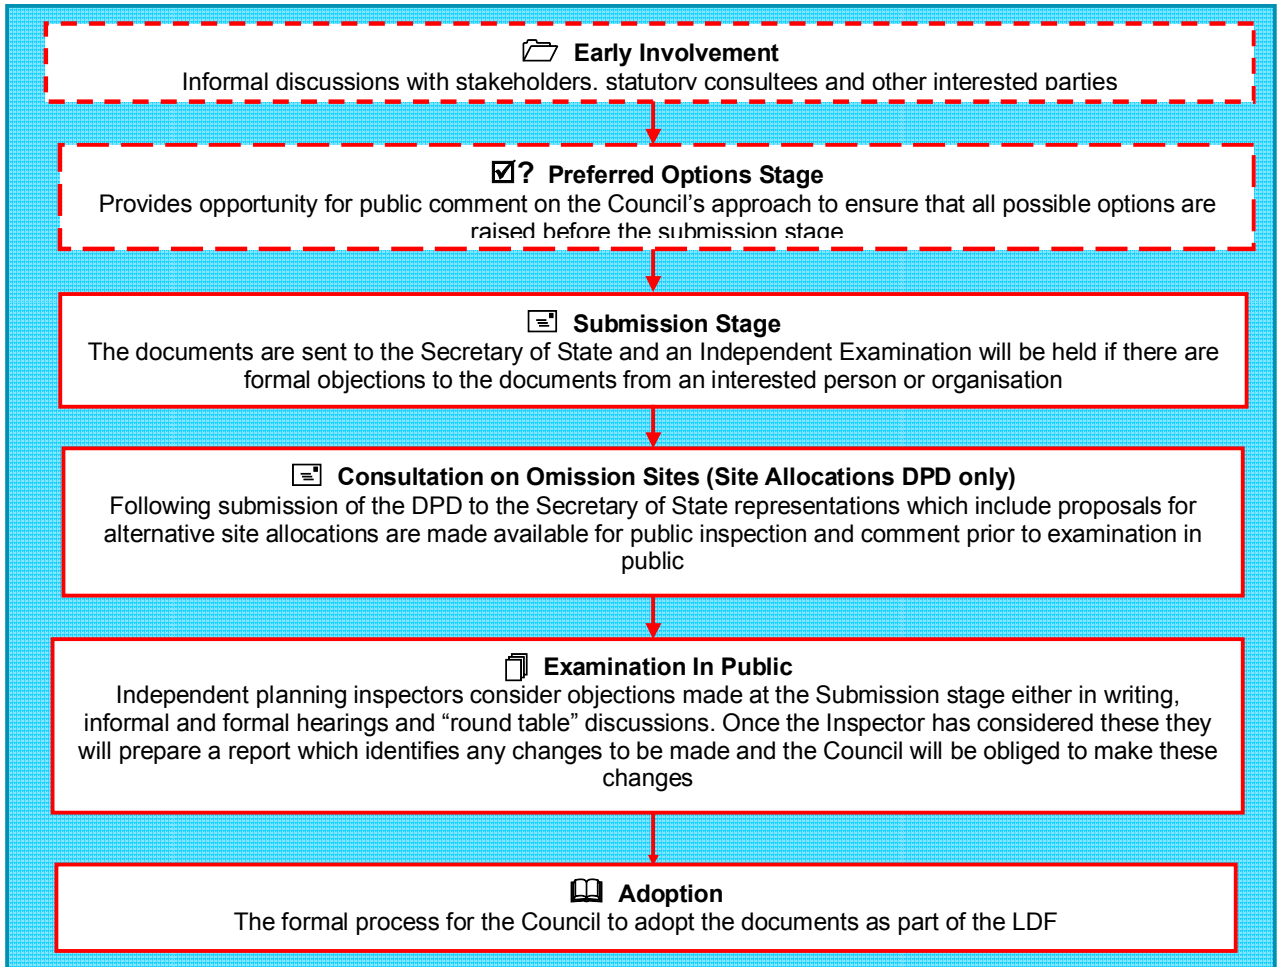 Early Involvement
Informal discussions with stakeholders, statutory consultees and other interested parties
? Preferred Options Stage
Provides opportunity for public comment on the Council’s approach to ensure that all possible options are
raised before the submission stage
Submission Stage
The documents are sent to the Secretary of State and an Independent Examination will be held if there are
formal objections to the documents from an interested person or organisation
Consultation on Omission Sites (Site Allocations DPD only)
Following submission of the DPD to the Secretary of State representations which include proposals for
alternative site allocations are made available for public inspection and comment prior to examination in
public
Examination In Public
Independent planning inspectors consider objections made at the Submission stage either in writing,
informal and formal hearings and “round table” discussions. Once the Inspector has considered these they
will prepare a report which identifies any changes to be made and the Council will be obliged to make these
changes
Adoption
The formal process for the Council to adopt the documents as part of the LDF